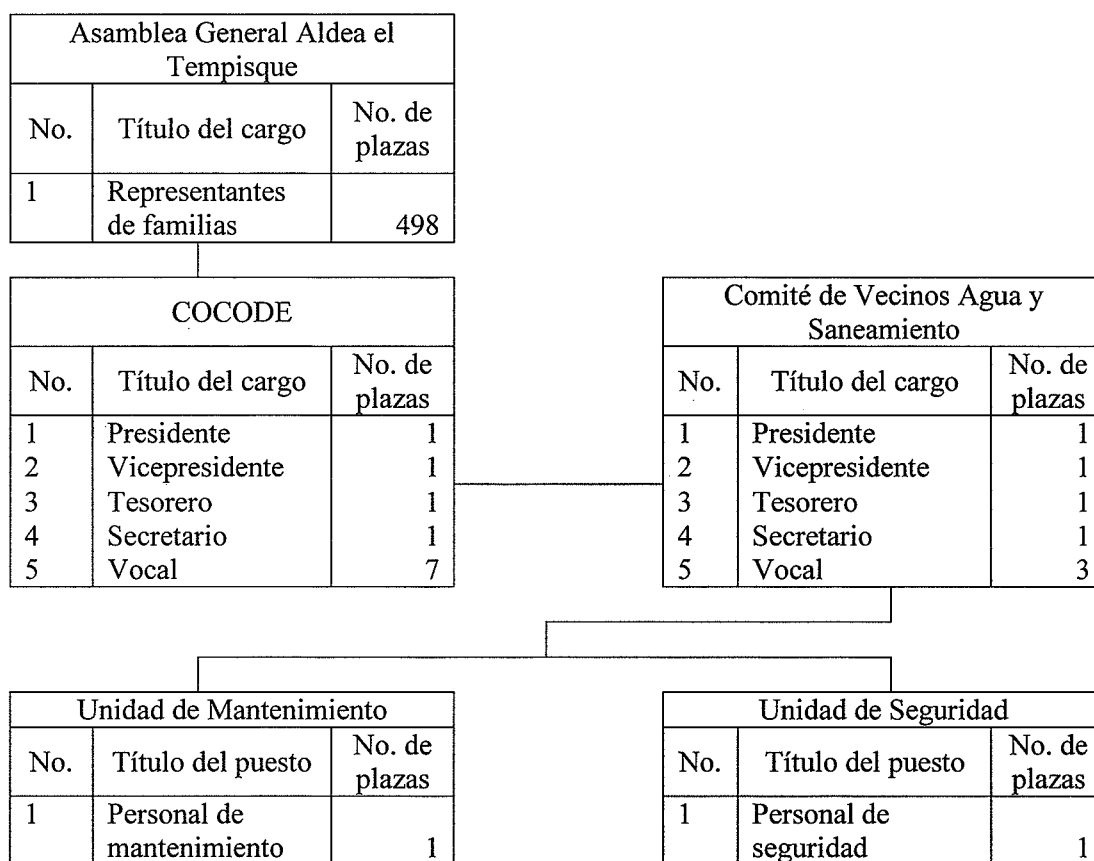 Asamblea General Aldea el
Tempisque
No. Título del cargo No. de
plazas
1 Representantes
de familias 498
COCODE
No. Título del cargo No. de
plazas
1 Presidente 1
2 Vicepresidente 1
3 Tesorero 1
4 Secretario 1
5 Vocal 7
Comité de Vecinos Agua y
Saneamiento
No. Título del cargo No. de
plazas
1 Presidente 1
2 Vicepresidente 1
3 Tesorero 1
4 Secretario 1
5 Vocal 3
Unidad de Mantenimiento
No. Título del puesto No. de
plazas
1 Personal de
mantenimiento 1
Unidad de Seguridad
No. Título del puesto No. de
plazas
1 Personal de
seguridad 1